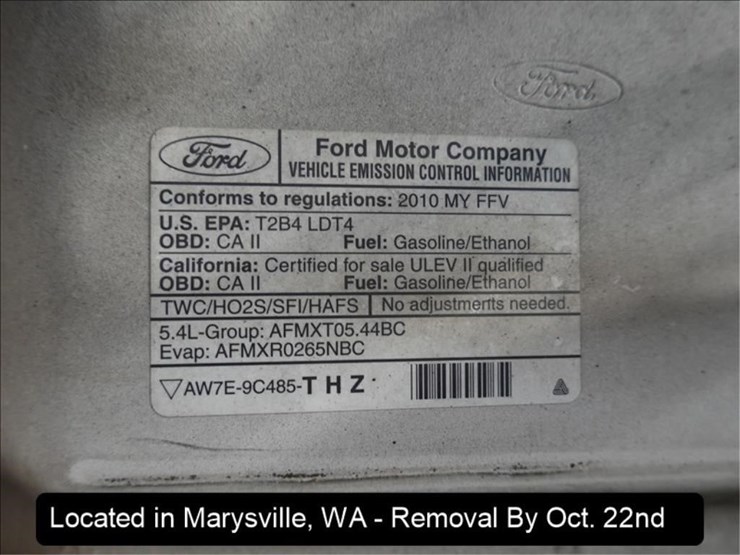 Ford
Ford
Ford Motor Company
VEHICLE EMISSION CONTROL INFORMATION
Conforms to regulations: 2010 MY FFV
U.S. EPA: T2B4 LDT4
OBD: CA II Fuel: Gasoline/Ethanol
California: Certified for sale ULEV II qualified
OBD: CA II Fuel: Gasoline/Ethanol
TWC/HO2S/SFI/HAFS No adjustments needed.
5.4L-Group: AFMXT05.44BC
Evap: AFMXR0265NBC
AW7E-9C485-T H Z
Located in Marysville, WA - Removal By Oct. 22nd